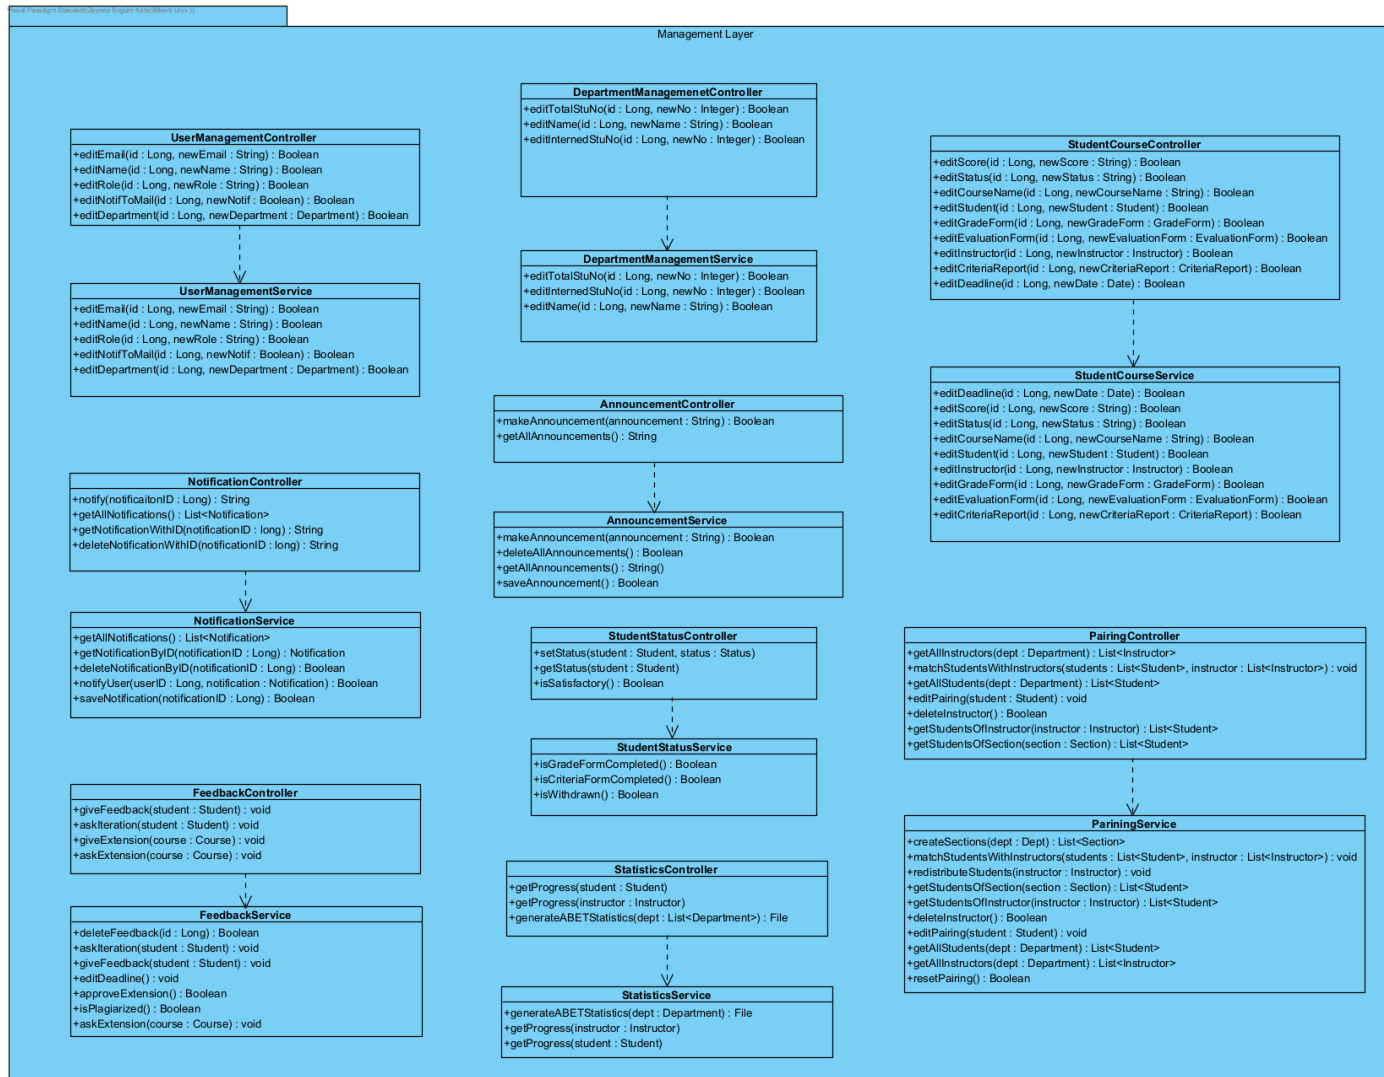 Visual Paradigm Standard(Zeynep Begüm Kara(Bilkent Univ.))
Management Layer
UserManagementController
+editEmail(id : Long, newEmail : String) : Boolean
+editName(id : Long, newName : String) : Boolean
+editRole(id : Long, newRole : String) : Boolean
+editNotifToMail(id : Long, newNotif : Boolean) : Boolean
+editDepartment(id : Long, newDepartment : Department) : Boolean
UserManagementService
+editEmail(id : Long, newEmail : String) : Boolean
+editName(id : Long, newName : String) : Boolean
+editRole(id : Long, newRole : String) : Boolean
+editNotifToMail(id : Long, newNotif : Boolean) : Boolean
+editDepartment(id : Long, newDepartment : Department) : Boolean
NotificationController
+notify(notificaitonID : Long) : String
+getAllNotifications() : List<Notification>
+getNotificationWithID(notificationID : long) : String
+deleteNotificationWithID(notificationID : long) : String
NotificationService
+getAllNotifications() : List<Notification>
+getNotificationByID(notificationID : Long) : Notification
+deleteNotificationByID(notificationID : Long) : Boolean
+notifyUser(userID : Long, notification : Notification) : Boolean
+saveNotification(notificationID : Long) : Boolean
FeedbackController
+giveFeedback(student : Student) : void
+askIteration(student : Student) : void
+giveExtension(course : Course) : void
+askExtension(course : Course) : void
FeedbackService
+deleteFeedback(id : Long) : Boolean
+askIteration(student : Student) : void
+giveFeedback(student : Student) : void
+editDeadline() : void
+approveExtension() : Boolean
+isPlagiarized() : Boolean
+askExtension(course : Course) : void
DepartmentManagemenetController
+editTotalStuNo(id : Long, newNo : Integer) : Boolean
+editName(id : Long, newName : String) : Boolean
+editInternedStuNo(id : Long, newNo : Integer) : Boolean
DepartmentManagementService
+editTotalStuNo(id : Long, newNo : Integer) : Boolean
+editInternedStuNo(id : Long, newNo : Integer) : Boolean
+editName(id : Long, newName : String) : Boolean
AnnouncementController
+makeAnnouncement(announcement : String) : Boolean
+getAllAnnouncements() : String
AnnouncementService
+makeAnnouncement(announcement : String) : Boolean
+deleteAllAnnouncements() : Boolean
+getAllAnnouncements() : String()
+saveAnnouncement() : Boolean
StudentStatusController
+setStatus(student : Student, status : Status)
+getStatus(student : Student)
+isSatisfactory() : Boolean
StudentStatusService
+isGradeFormCompleted() : Boolean
+isCriteriaFormCompleted() : Boolean
+isWithdrawn() : Boolean
StatisticsController
+getProgress(student : Student)
+getProgress(instructor : Instructor)
+generateABETStatistics(dept : List<Department>) : File
StatisticsService
+generateABETStatistics(dept : Department) : File
+getProgress(instructor : Instructor)
+getProgress(student : Student)
StudentCourseController
+editScore(id : Long, newScore : String) : Boolean
+editStatus(id : Long, newStatus : String) : Boolean
+editCourseName(id : Long, newCourseName : String) : Boolean
+editStudent(id : Long, newStudent : Student) : Boolean
+editGradeForm(id : Long, newGradeForm : GradeForm) : Boolean
+editEvaluationForm(id : Long, newEvaluationForm : EvaluationForm) : Boolean
+editInstructor(id : Long, newInstructor : Instructor) : Boolean
+editCriteriaReport(id : Long, newCriteriaReport : CriteriaReport) : Boolean
+editDeadline(id : Long, newDate : Date) : Boolean
StudentCourseService
+editDeadline(id : Long, newDate : Date) : Boolean
+editScore(id : Long, newScore : String) : Boolean
+editStatus(id : Long, newStatus : String) : Boolean
+editCourseName(id : Long, newCourseName : String) : Boolean
+editStudent(id : Long, newStudent : Student) : Boolean
+editInstructor(id : Long, newInstructor : Instructor) : Boolean
+editGradeForm(id : Long, newGradeForm : GradeForm) : Boolean
+editEvaluationForm(id : Long, newEvaluationForm : EvaluationForm) : Boolean
+editCriteriaReport(id : Long, newCriteriaReport : CriteriaReport) : Boolean
PairingController
+getAllInstructors(dept : Department) : List<Instructor>
+matchStudentsWithInstructors(students : List<Student>, instructor : List<Instructor>) : void
+getAllStudents(dept : Department) : List<Student>
+editPairing(student : Student) : void
+deleteInstructor() : Boolean
+getStudentsOfInstructor(instructor : Instructor) : List<Student>
+getStudentsOfSection(section : Section) : List<Student>
PariningService
+createSections(dept : Dept) : List<Section>
+matchStudentsWithInstructors(students : List<Student>, instructor : List<Instructor>) : void
+redistributeStudents(instructor : Instructor) : void
+getStudentsOfSection(section : Section) : List<Student>
+getStudentsOfInstructor(instructor : Instructor) : List<Student>
+deleteInstructor() : Boolean
+editPairing(student : Student) : void
+getAllStudents(dept : Department) : List<Student>
+getAllInstructors(dept : Department) : List<Instructor>
+resetPairing() : Boolean